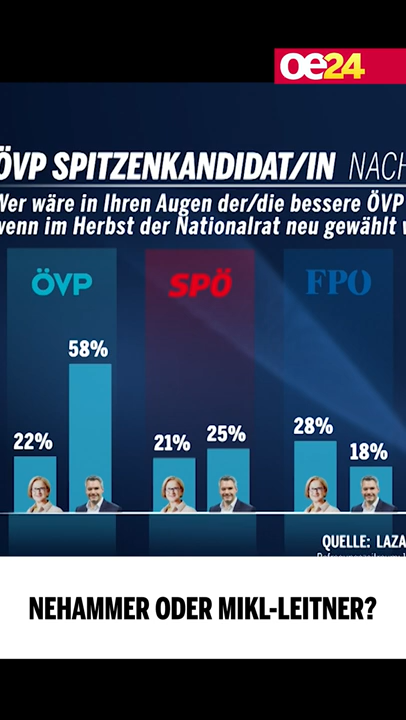 oe24
ÖVP SPITZENKANDIDAT/IN NACH
Wer wäre in Ihren Augen der/die bessere ÖVP
wenn im Herbst der Nationalrat neu gewählt
ÖVP SPÖ FPÖ
58%
22% 21% 25% 28% 18%
QUELLE: LAZA
NEHAMMER ODER MIKL-LEITNER?